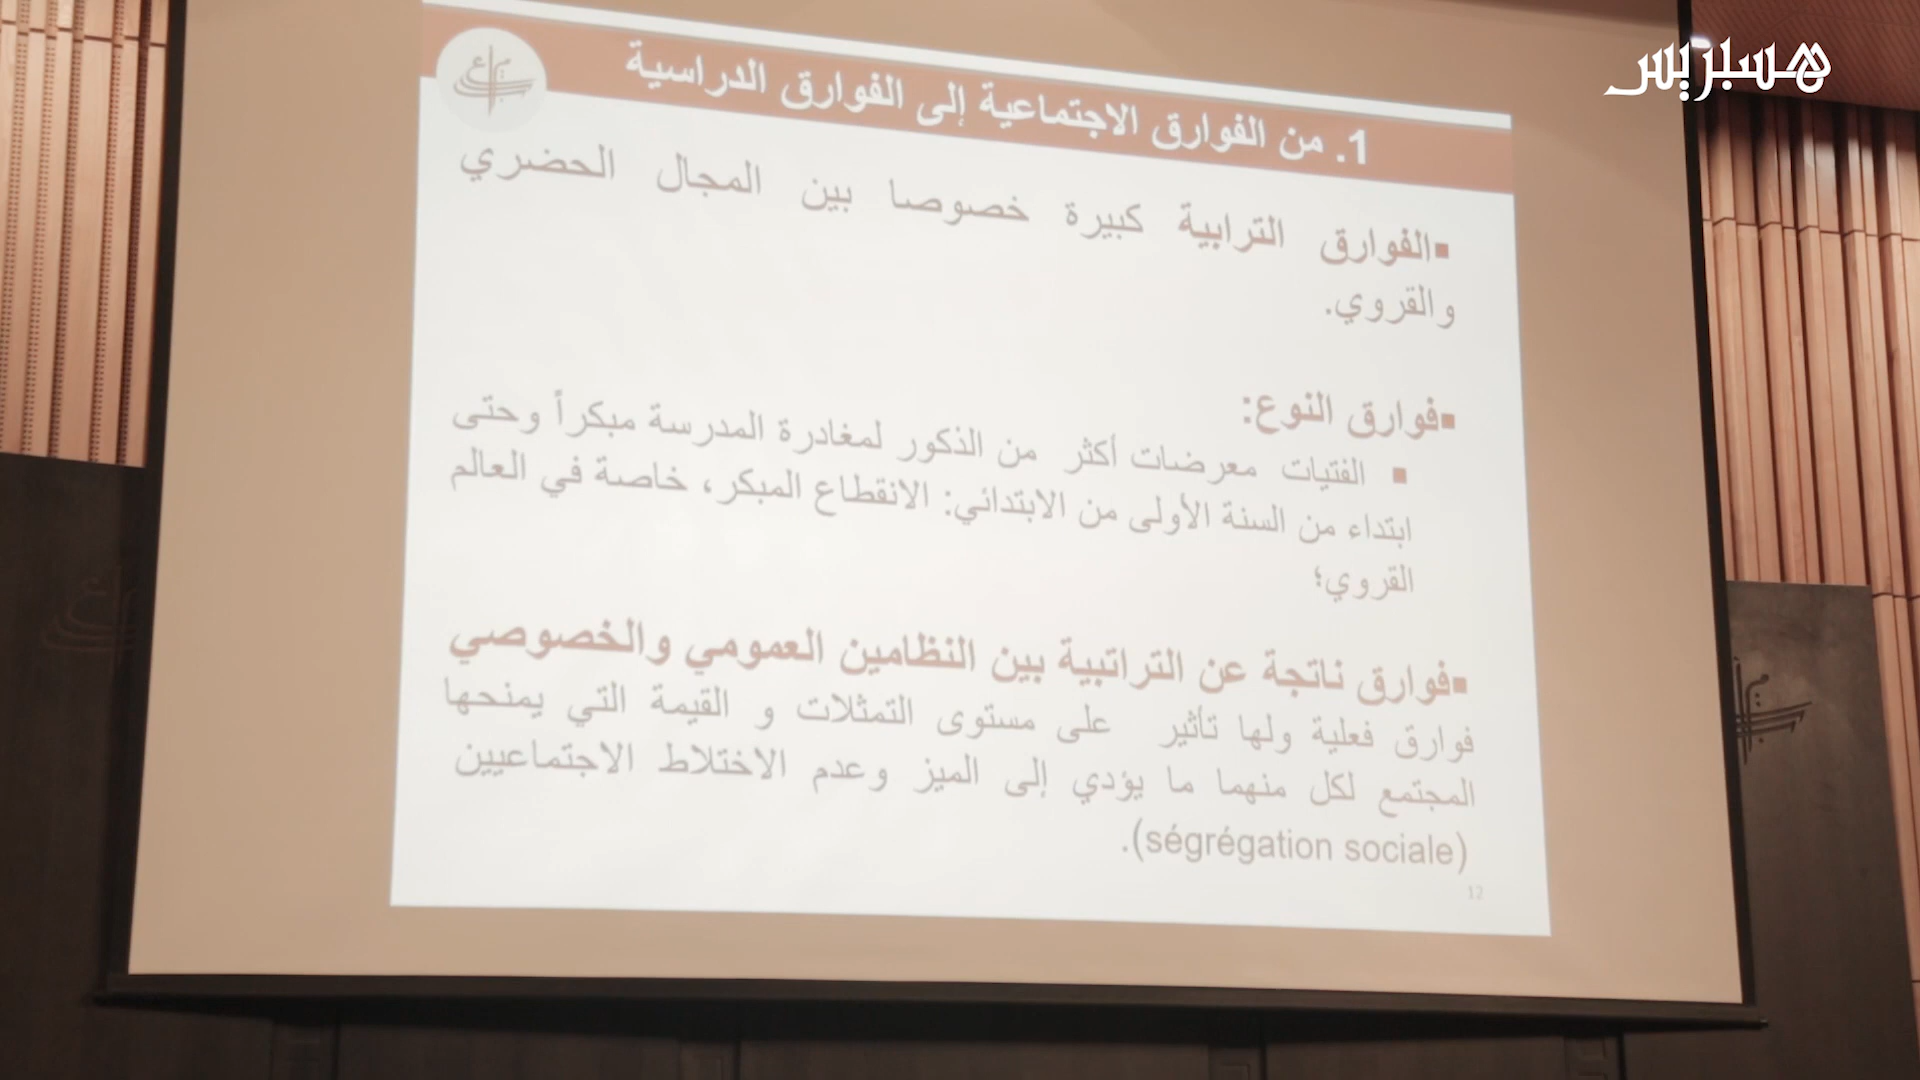 هسبريس
1. من الفوارق الاجتماعية إلى الفوارق الدراسية
▪الفوارق الترابية كبيرة خصوصا بين المجال الحضري
والقروي.
▪فوارق النوع:
▪ الفتيات معرضات أكثر من الذكور لمغادرة المدرسة مبكراً وحتى
ابتداء من السنة الأولى من الابتدائي: الانقطاع المبكر، خاصة في العالم
القروي؛
▪فوارق ناتجة عن التراتبية بين النظامين العمومي والخصوصي
فوارق فعلية ولها تأثير على مستوى التمثلات و القيمة التي يمنحها
المجتمع لكل منهما ما يؤدي إلى الميز وعدم الاختلاط الاجتماعيين
(ségrégation sociale).
12